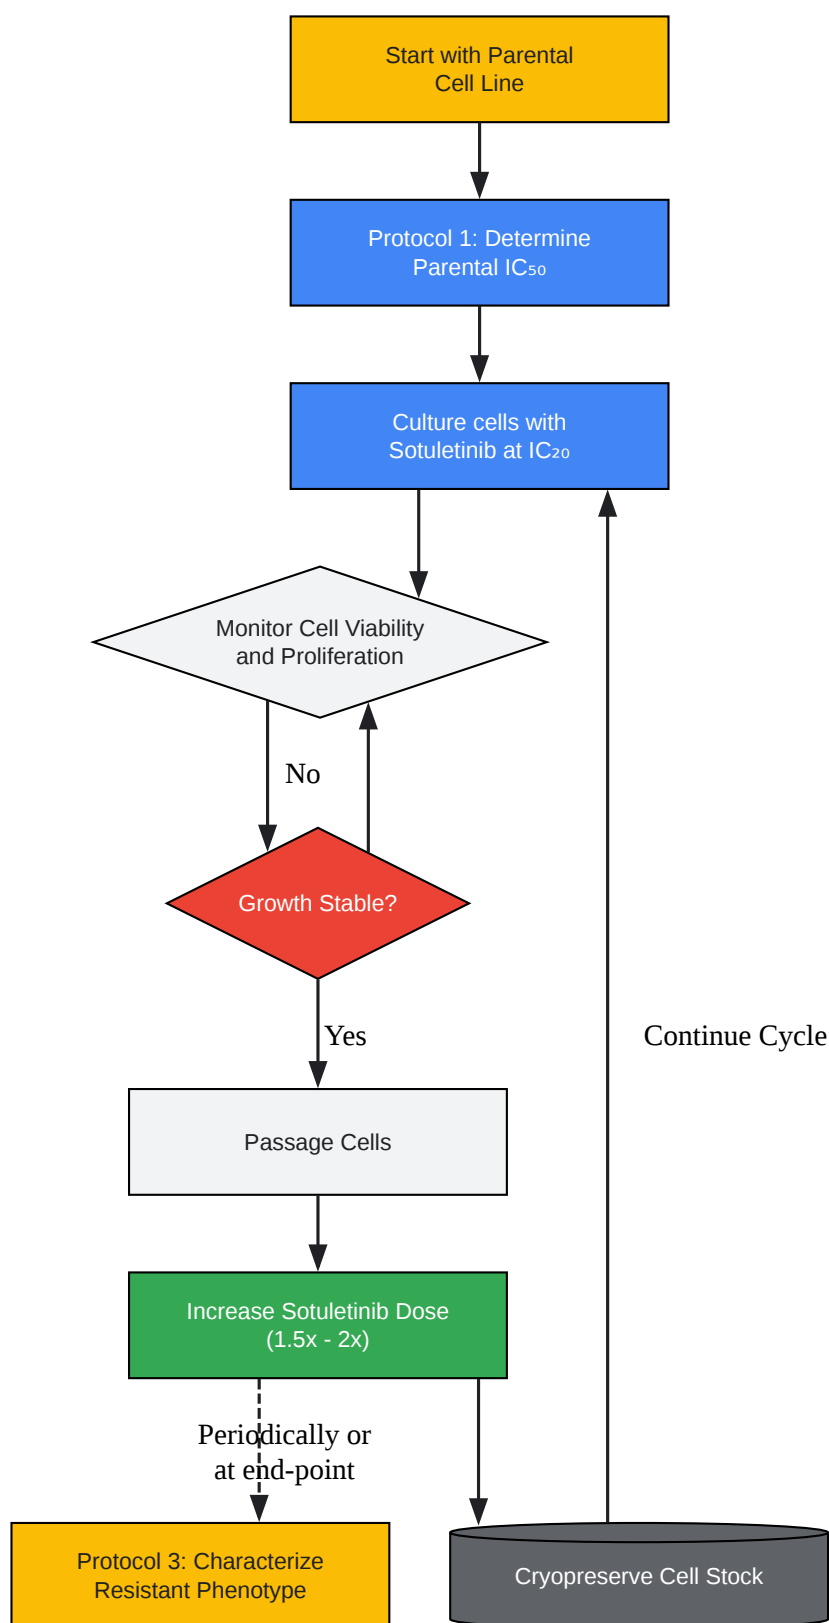 Start with Parental
Cell Line
Protocol 1: Determine
Parental IC₅₀
Culture cells with
Sotuletinib at IC₂₀
Monitor Cell Viability
and Proliferation
No
Growth Stable?
Yes
Continue Cycle
Passage Cells
Increase Sotuletinib Dose
(1.5x - 2x)
Periodically or
at end-point
Protocol 3: Characterize
Resistant Phenotype
Cryopreserve Cell Stock